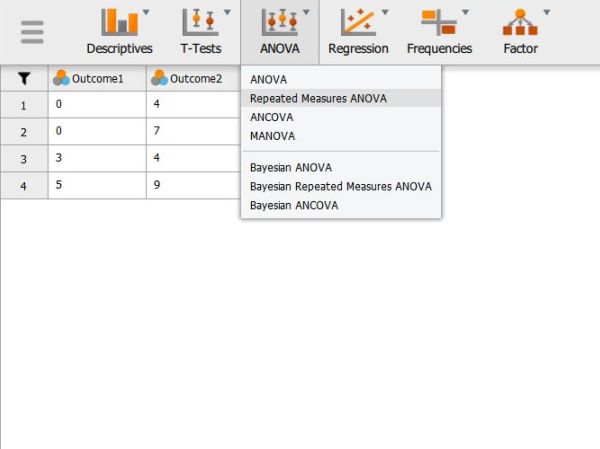 Descriptives T-Tests ANOVA Regression Frequencies Factor
Outcome1 Outcome2
1 0 4
2 0 7
3 3 4
4 5 9
ANOVA
Repeated Measures ANOVA
ANCOVA
MANOVA
Bayesian ANOVA
Bayesian Repeated Measures ANOVA
Bayesian ANCOVA